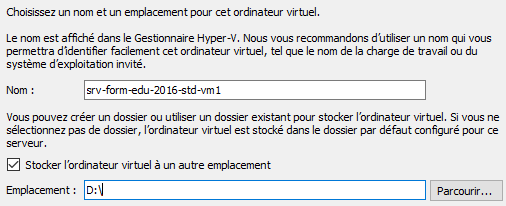 Choisissez un nom et un emplacement pour cet ordinateur virtuel.
Le nom est affiché dans le Gestionnaire Hyper-V. Nous vous recommandons d'utiliser un nom qui vous
permettra d'identifier facilement cet ordinateur virtuel, tel que le nom de la charge de travail ou du
système d'exploitation invité.
Nom : srv-form-edu-2016-std-vm1
Vous pouvez créer un dossier ou utiliser un dossier existant pour stocker l'ordinateur virtuel. Si vous ne
sélectionnez pas de dossier, l'ordinateur virtuel est stocké dans le dossier par défaut configuré pour ce
serveur.
Stocker l'ordinateur virtuel à un autre emplacement
Emplacement : D:\ Parcourir...